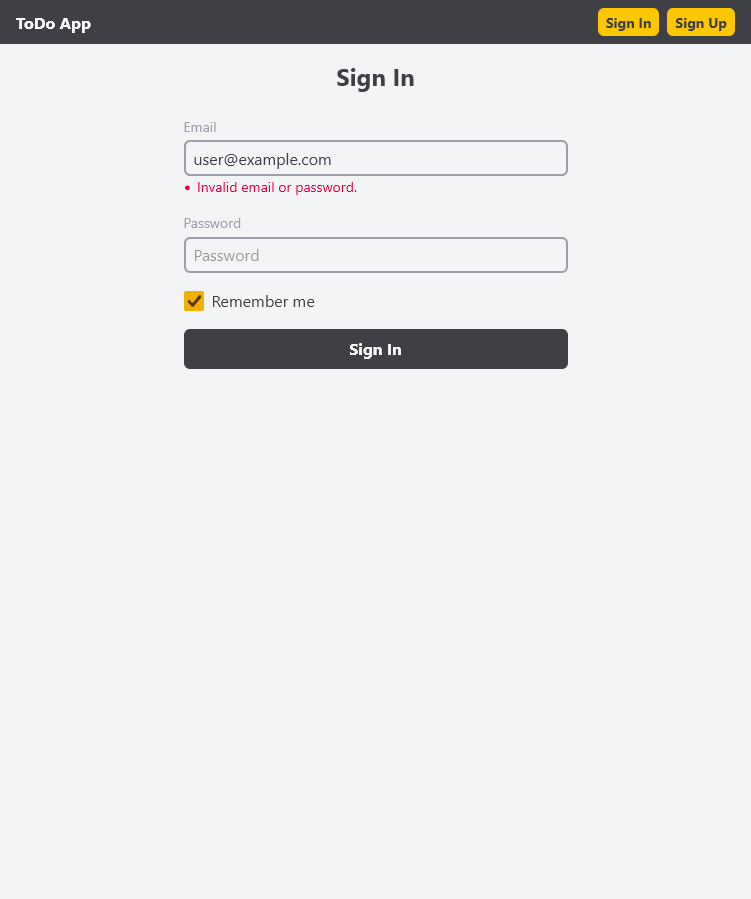 ToDo App Sign In Sign Up
Sign In
Email
user@example.com
• Invalid email or password.
Password
Password
Remember me
Sign In